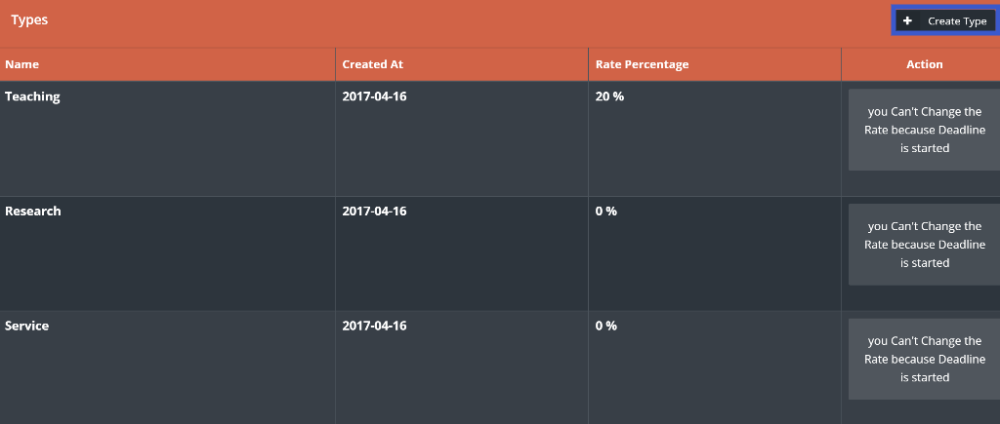 Types
+ Create Type
Name Created At Rate Percentage Action
Teaching 2017-04-16 20 %
you Can't Change the
Rate because Deadline
is started
Research 2017-04-16 0 %
you Can't Change the
Rate because Deadline
is started
Service 2017-04-16 0 %
you Can't Change the
Rate because Deadline
is started